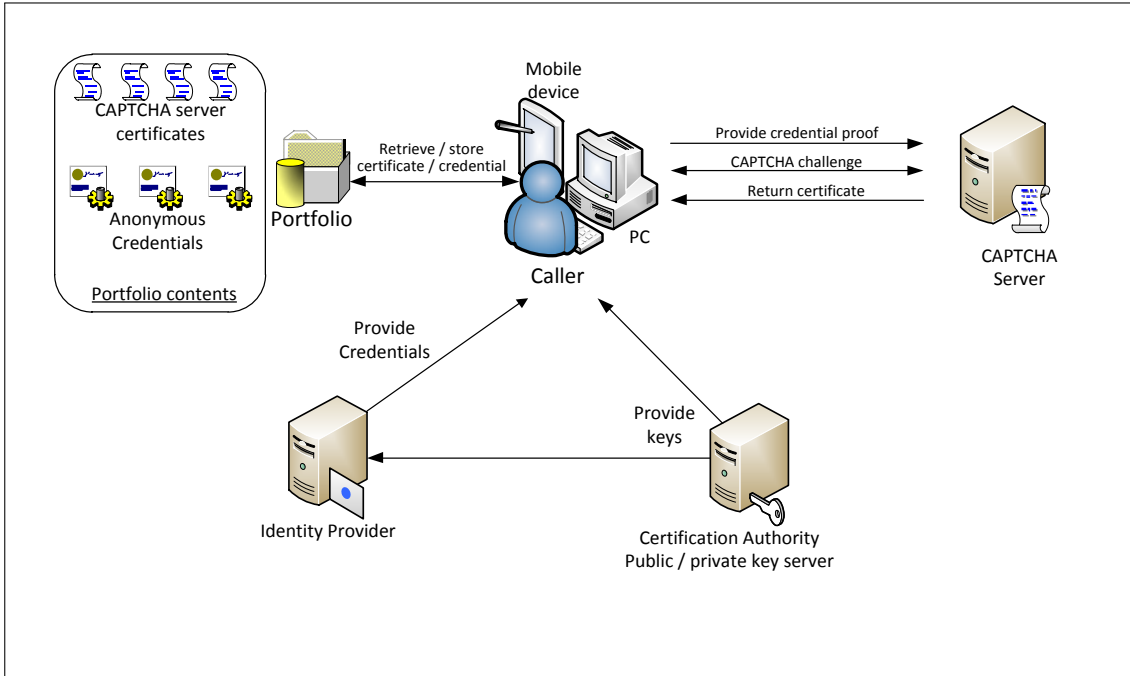 CAPTCHA server
certificates
Anonymous
Credentials
Portfolio contents
Portfolio
Retrieve / store
certificate / credential
Mobile
device
PC
Caller
Provide credential proof
CAPTCHA challenge
Return certificate
CAPTCHA
Server
Provide
Credentials
Provide
keys
Identity Provider
Certification Authority
Public / private key server